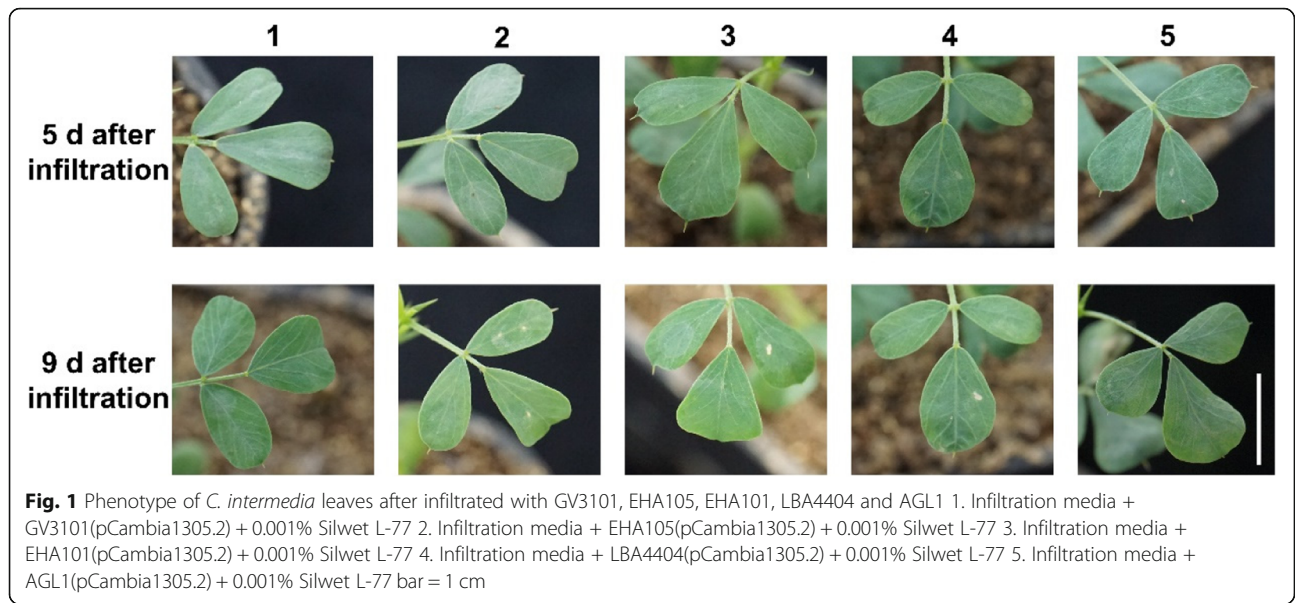 1 2 3 4 5
5 d after
infiltration
9 d after
infiltration
Fig. 1 Phenotype of C. intermedia leaves after infiltrated with GV3101, EHA105, EHA101, LBA4404 and AGL1 1. Infiltration media +
GV3101(pCambia1305.2) + 0.001% Silwet L-77 2. Infiltration media + EHA105(pCambia1305.2) + 0.001% Silwet L-77 3. Infiltration media +
EHA101(pCambia1305.2) + 0.001% Silwet L-77 4. Infiltration media + LBA4404(pCambia1305.2) + 0.001% Silwet L-77 5. Infiltration media +
AGL1(pCambia1305.2) + 0.001% Silwet L-77 bar = 1 cm